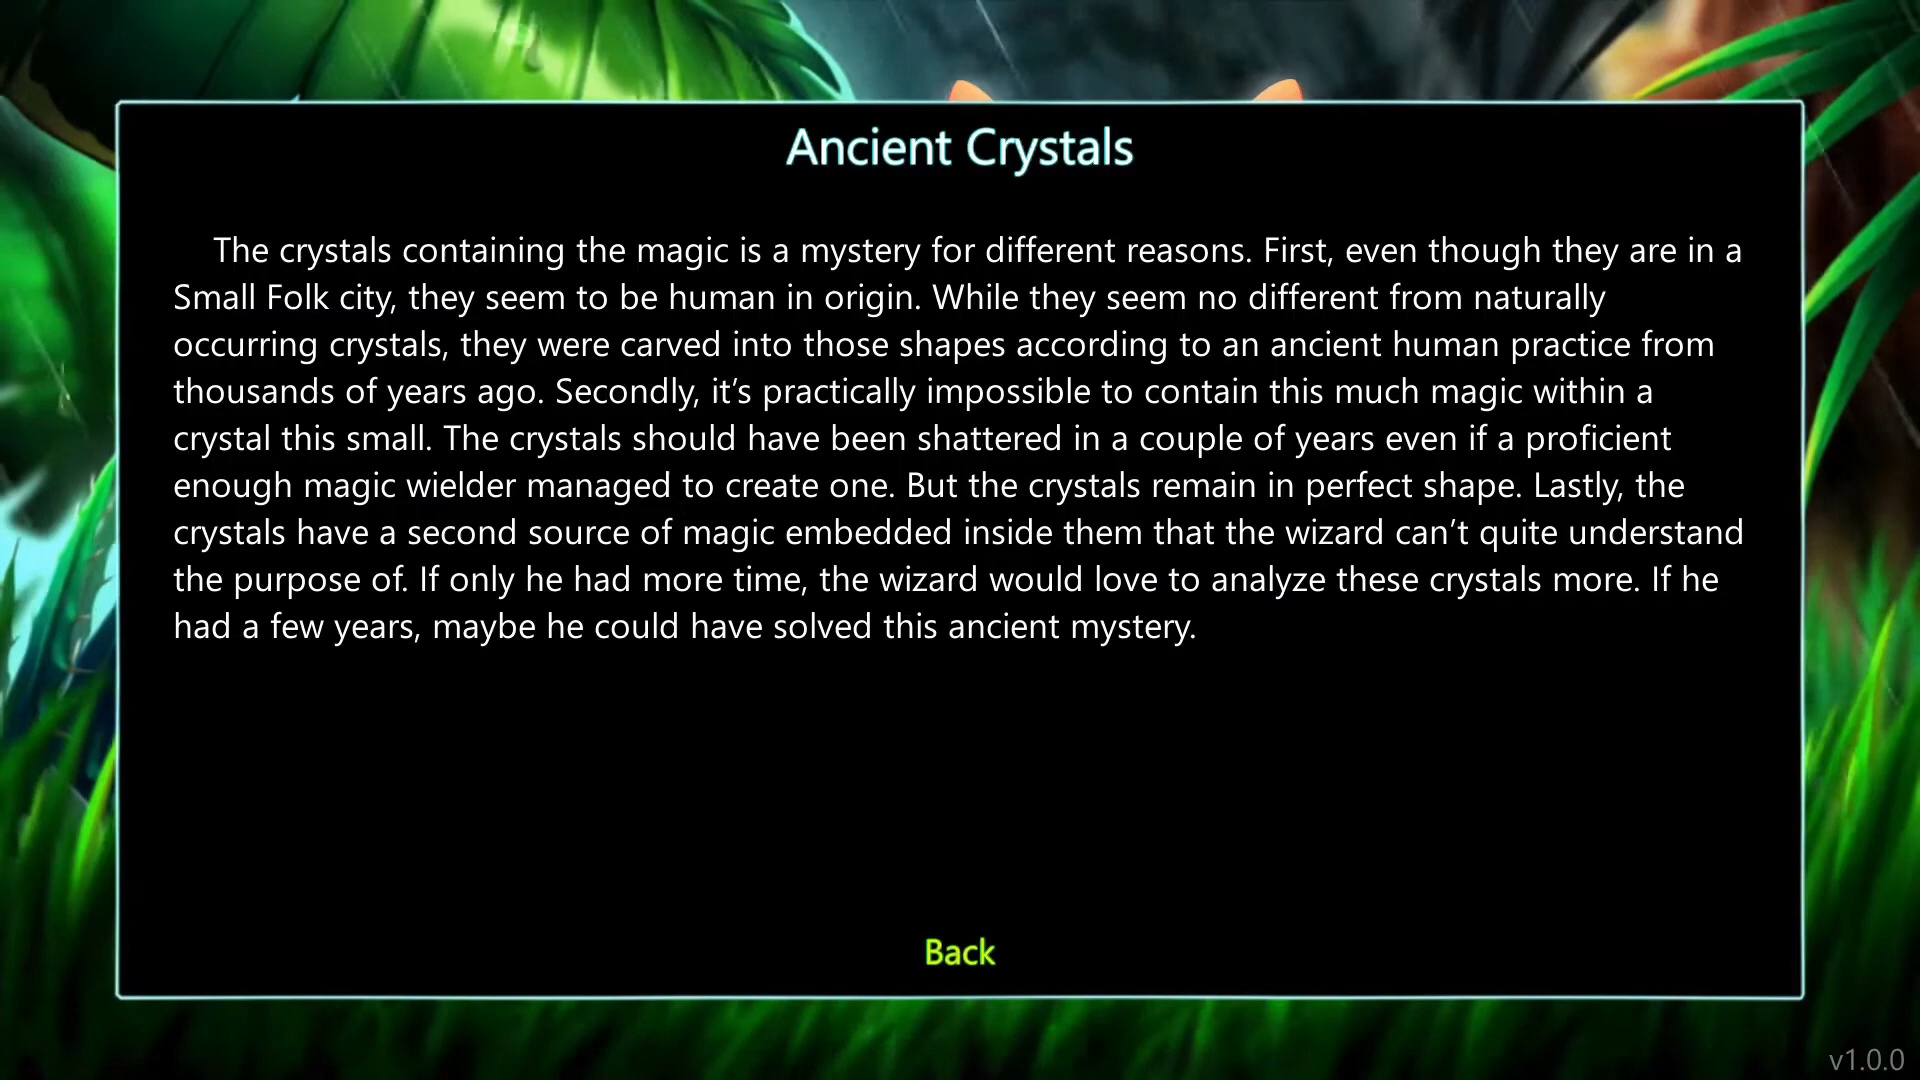 Ancient Crystals
The crystals containing the magic is a mystery for different reasons. First, even though they are in a
Small Folk city, they seem to be human in origin. While they seem no different from naturally
occurring crystals, they were carved into those shapes according to an ancient human practice from
thousands of years ago. Secondly, it’s practically impossible to contain this much magic within a
crystal this small. The crystals should have been shattered in a couple of years even if a proficient
enough magic wielder managed to create one. But the crystals remain in perfect shape. Lastly, the
crystals have a second source of magic embedded inside them that the wizard can’t quite understand
the purpose of. If only he had more time, the wizard would love to analyze these crystals more. If he
had a few years, maybe he could have solved this ancient mystery.
Back
v1.0.0